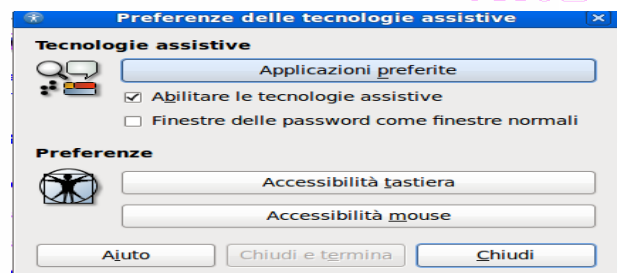 Preferenze delle tecnologie assistive
Tecnologie assistive
Applicazioni preferite
Abilitare le tecnologie assistive
Finestre delle password come finestre normali
Preferenze
Accessibilità tastiera
Accessibilità mouse
Aiuto Chiudi e termina Chiudi